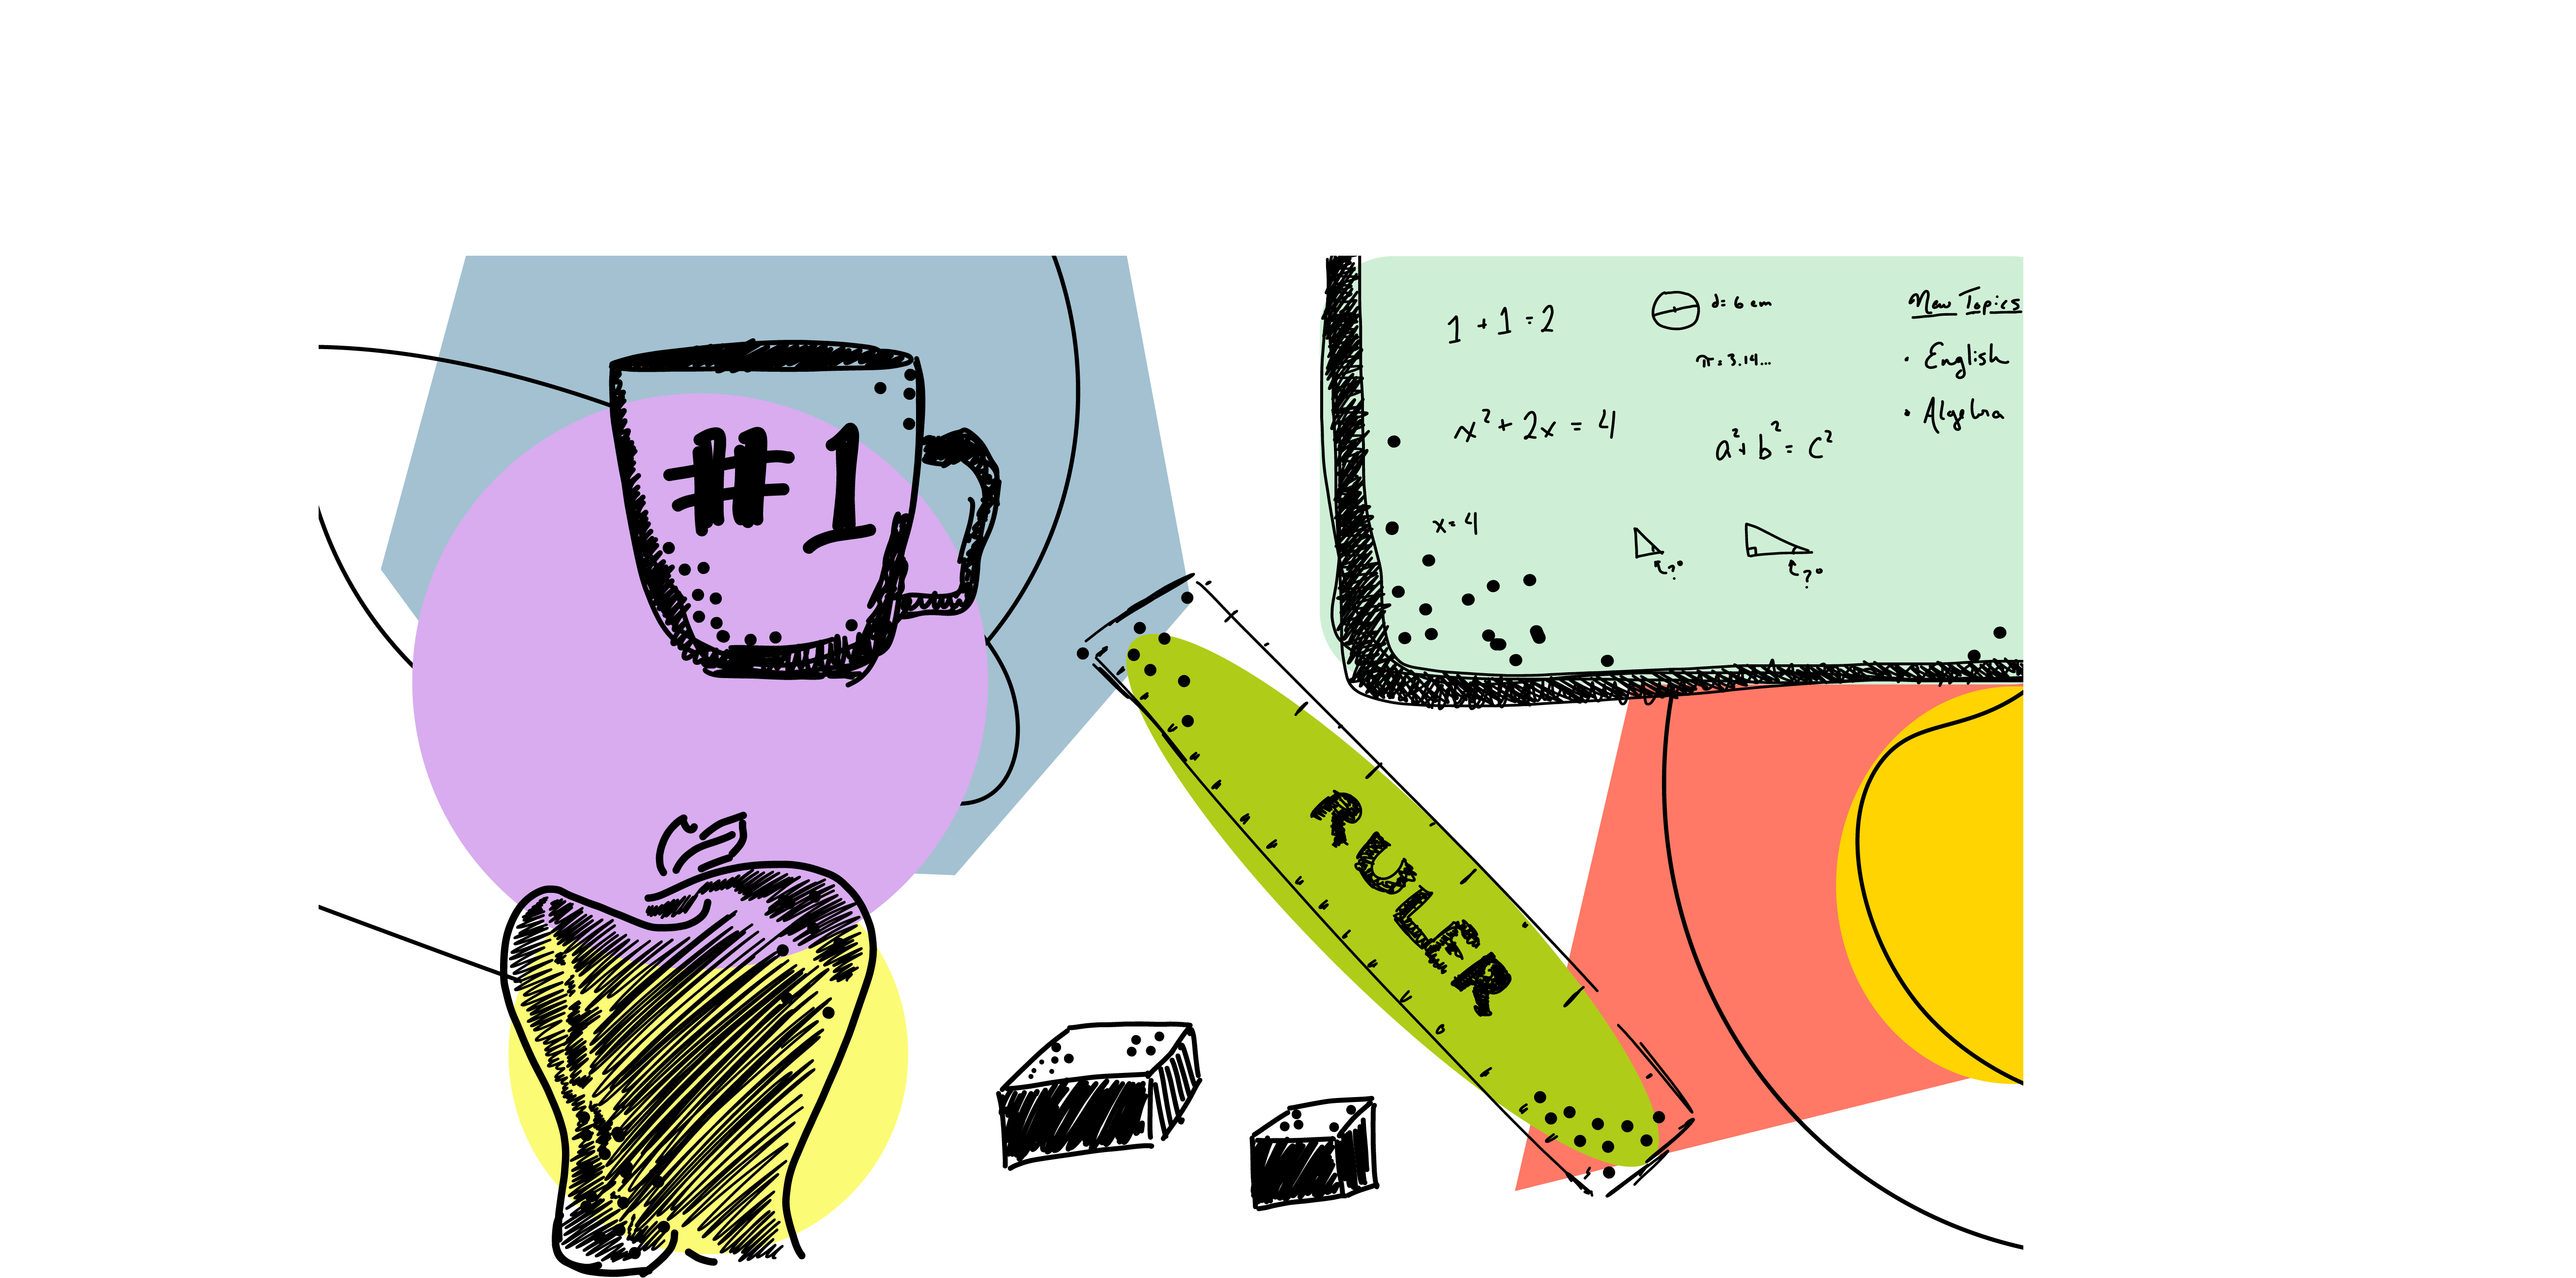 #1
1 + 1 = 2
d= 6 cm
π = 3.14...
New Topics
• English
• Algebra
x² + 2x = 4
a² + b² = c²
x = 4
?°
?°
RULER